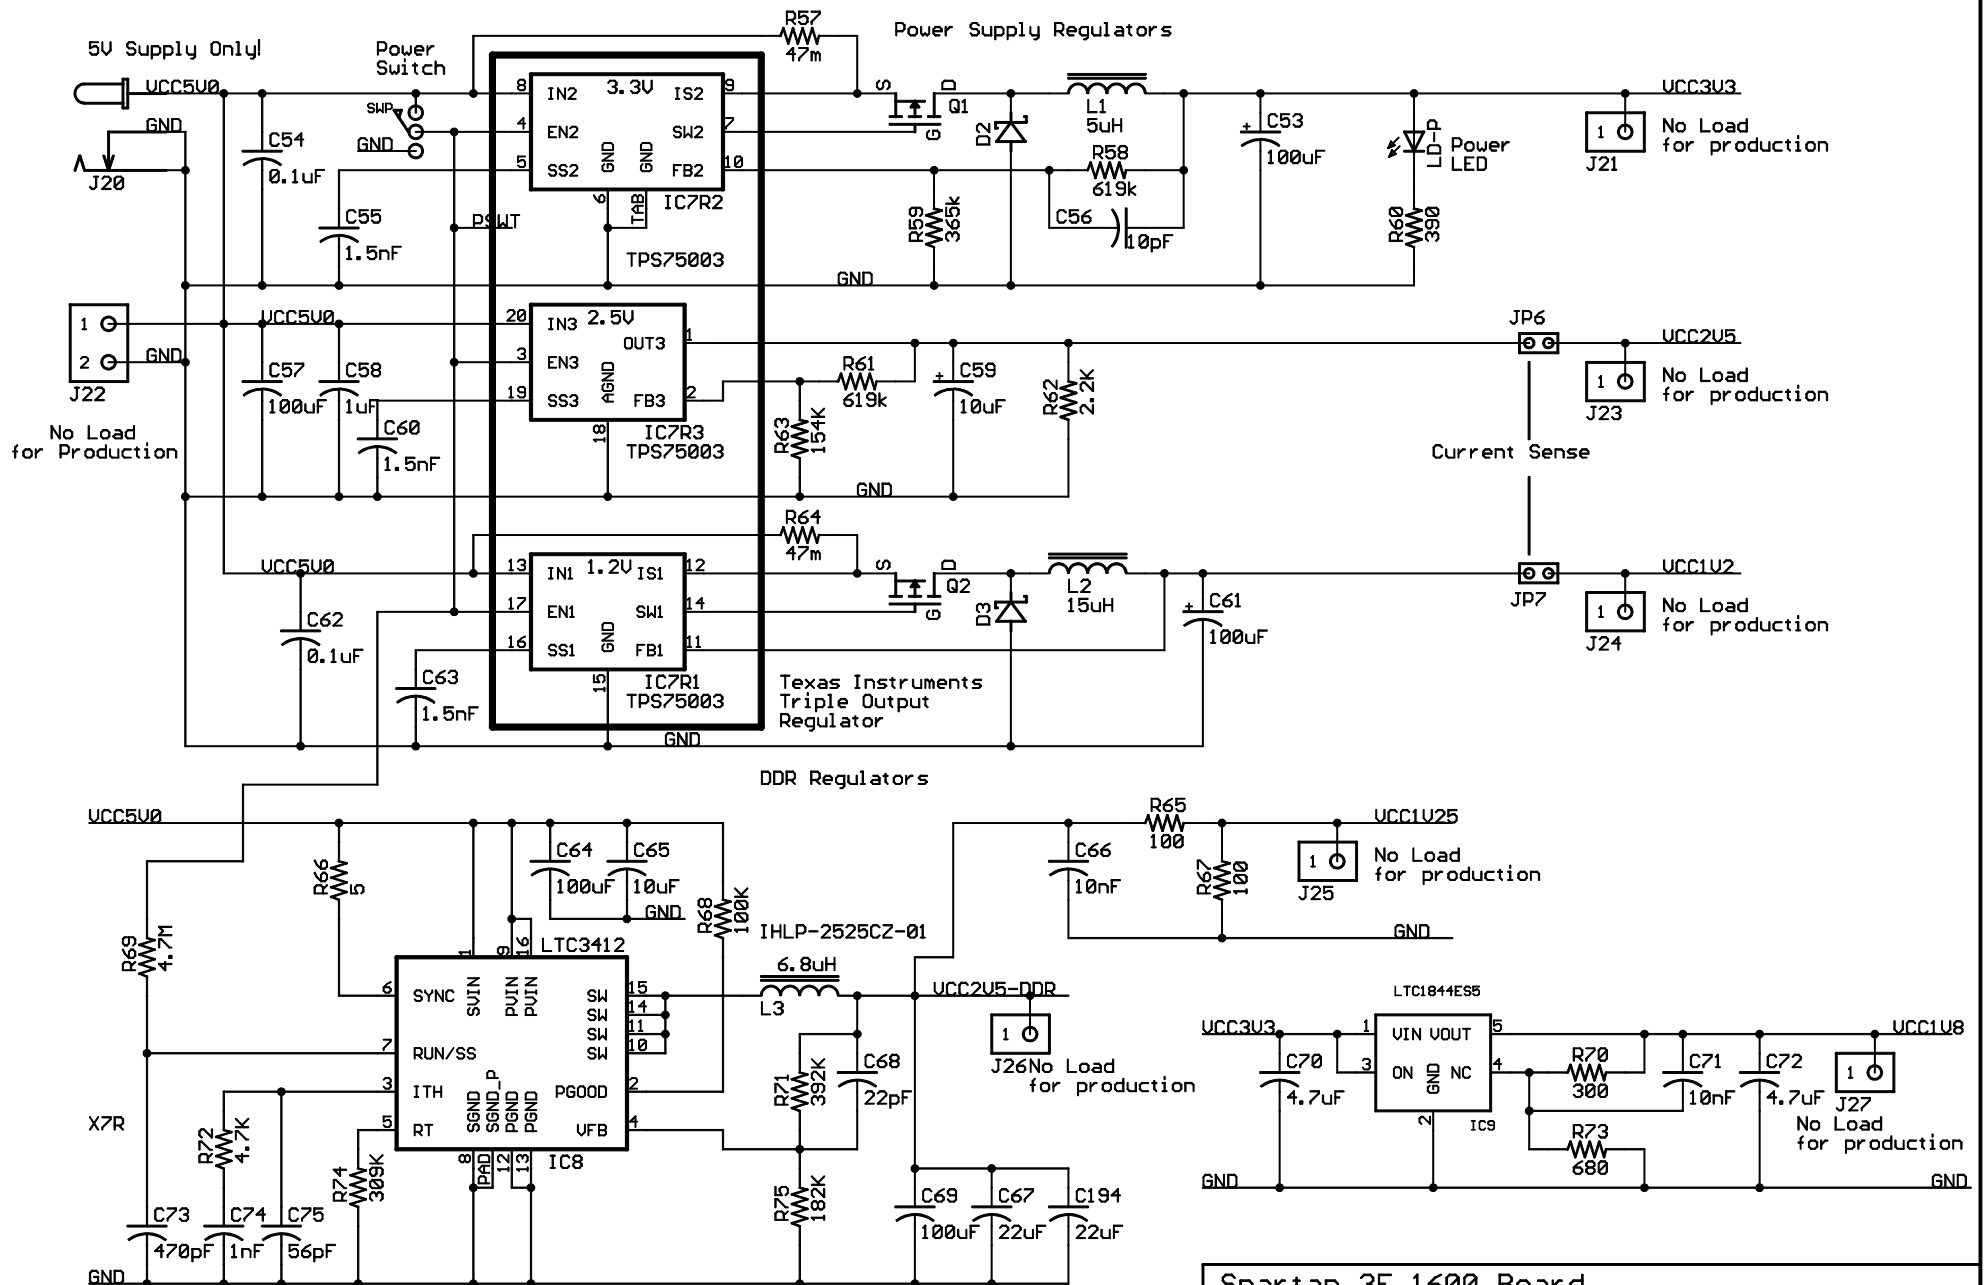 Power Supply Regulators
5V Supply Only!
Power
Switch
R57
47m
VCC5V0
GND
J20
C54
0.1uF
SWP
GND
C55
1.5nF
PSWT
8
4
5
IN2
EN2
SS2
3.3V
GND
GND
IS2
SW2
FB2
9
7
10
6
TAB
IC7R2
TPS75003
S
D
G
Q1
D2
L1
5uH
R58
619k
R59
365k
C56
10pF
C53
100uF
LD-P
Power
LED
R60
390
VCC3V3
1
J21
No Load
for production
GND
1
2
VCC5V0
GND
J22
No Load
for Production
C57
100uF
C58
1uF
C60
1.5nF
20
3
19
IN3
EN3
SS3
2.5V
AGND
OUT3
FB3
1
2
18
IC7R3
TPS75003
R61
619k
R63
154K
C59
10uF
R62
2.2K
GND
JP6
VCC2V5
1
J23
No Load
for production
Current Sense
R64
47m
VCC5V0
C62
0.1uF
C63
1.5nF
13
17
16
IN1
EN1
SS1
1.2V
GND
IS1
SW1
FB1
12
14
11
15
IC7R1
TPS75003
S
D
G
Q2
D3
L2
15uH
C61
100uF
JP7
VCC1V2
1
J24
No Load
for production
Texas Instruments
Triple Output
Regulator
GND
DDR Regulators
VCC5V0
R66
5
C64
100uF
C65
10uF
GND
R68
100K
R69
4.7M
1
9
16
LTC3412
IHLP-2525CZ-01
6.8uH
L3
6
7
3
5
SYNC
RUN/SS
ITH
RT
SVIN
PVIN
PVIN
SW
SW
SW
SW
PGOOD
VFB
15
14
11
10
2
4
SGND
SGND_P
PGND
PGND
8
PAD
12
13
IC8
X7R
R72
4.7K
R74
309K
C73
470pF
C74
1nF
C75
56pF
GND
R71
392K
C68
22pF
R75
182K
C69
100uF
C67
22uF
C194
22uF
VCC2V5-DDR
1
J26
No Load
for production
C66
10nF
R65
100
R67
100
VCC1V25
1
J25
No Load
for production
GND
LTC1844ES5
VCC3V3
C70
4.7uF
1
3
VIN
VOUT
ON
GND
NC
5
4
2
IC9
R70
300
R73
680
C71
10nF
C72
4.7uF
VCC1V8
1
J27
No Load
for production
GND
GND
Spartan 3E 1600 Board